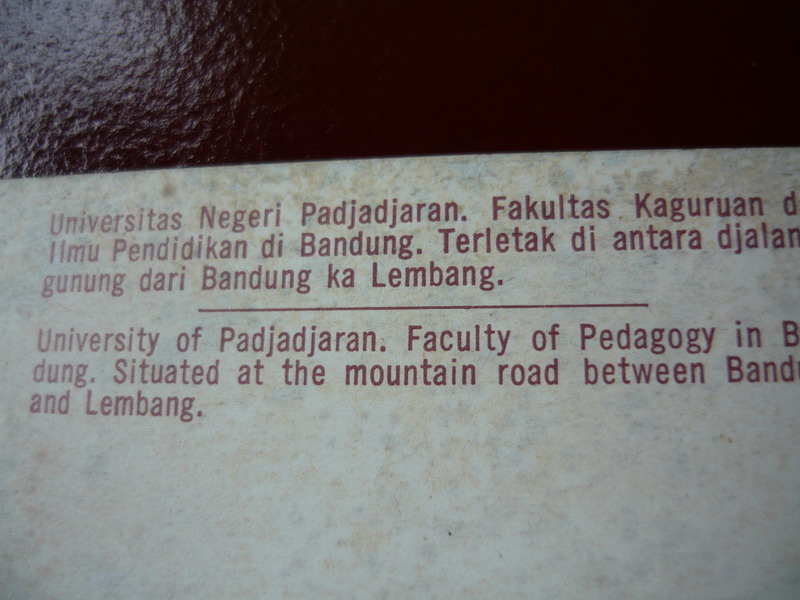 Universitas Negeri Padjadjaran. Fakultas Kaguruan d
Ilmu Pendidikan di Bandung. Terletak di antara djalan
gunung dari Bandung ka Lembang.
University of Padjadjaran. Faculty of Pedagogy in B
dung. Situated at the mountain road between Bandu
and Lembang.